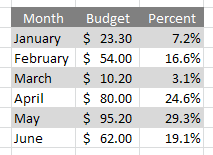 Month Budget Percent
January $ 23.30 7.2%
February $ 54.00 16.6%
March $ 10.20 3.1%
April $ 80.00 24.6%
May $ 95.20 29.3%
June $ 62.00 19.1%